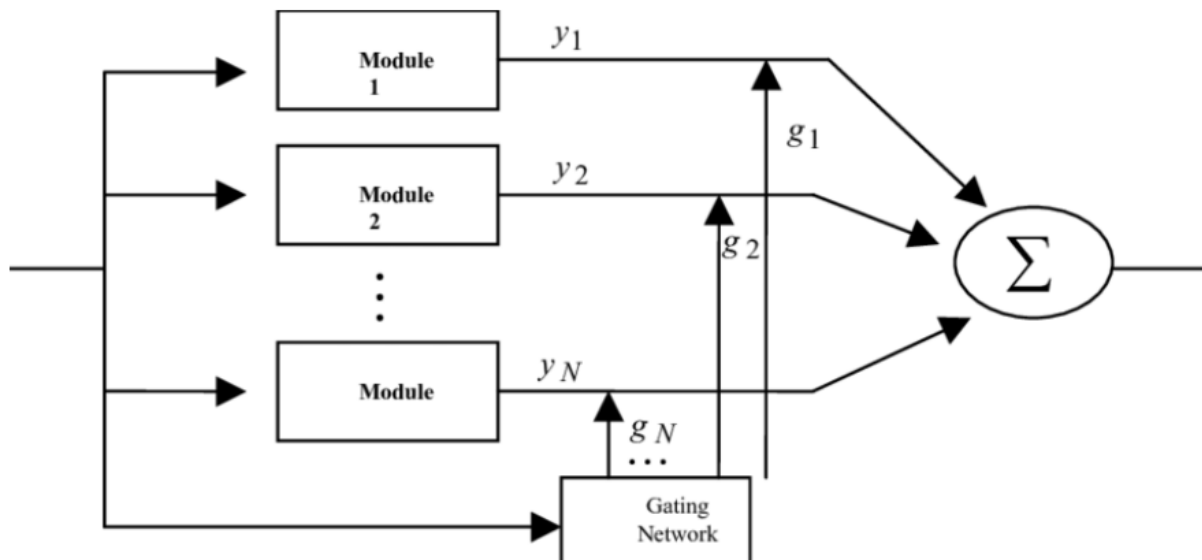 Module
1
y1
g1
Module
2
y2
g2
Σ
Module
yN
gN
Gating
Network